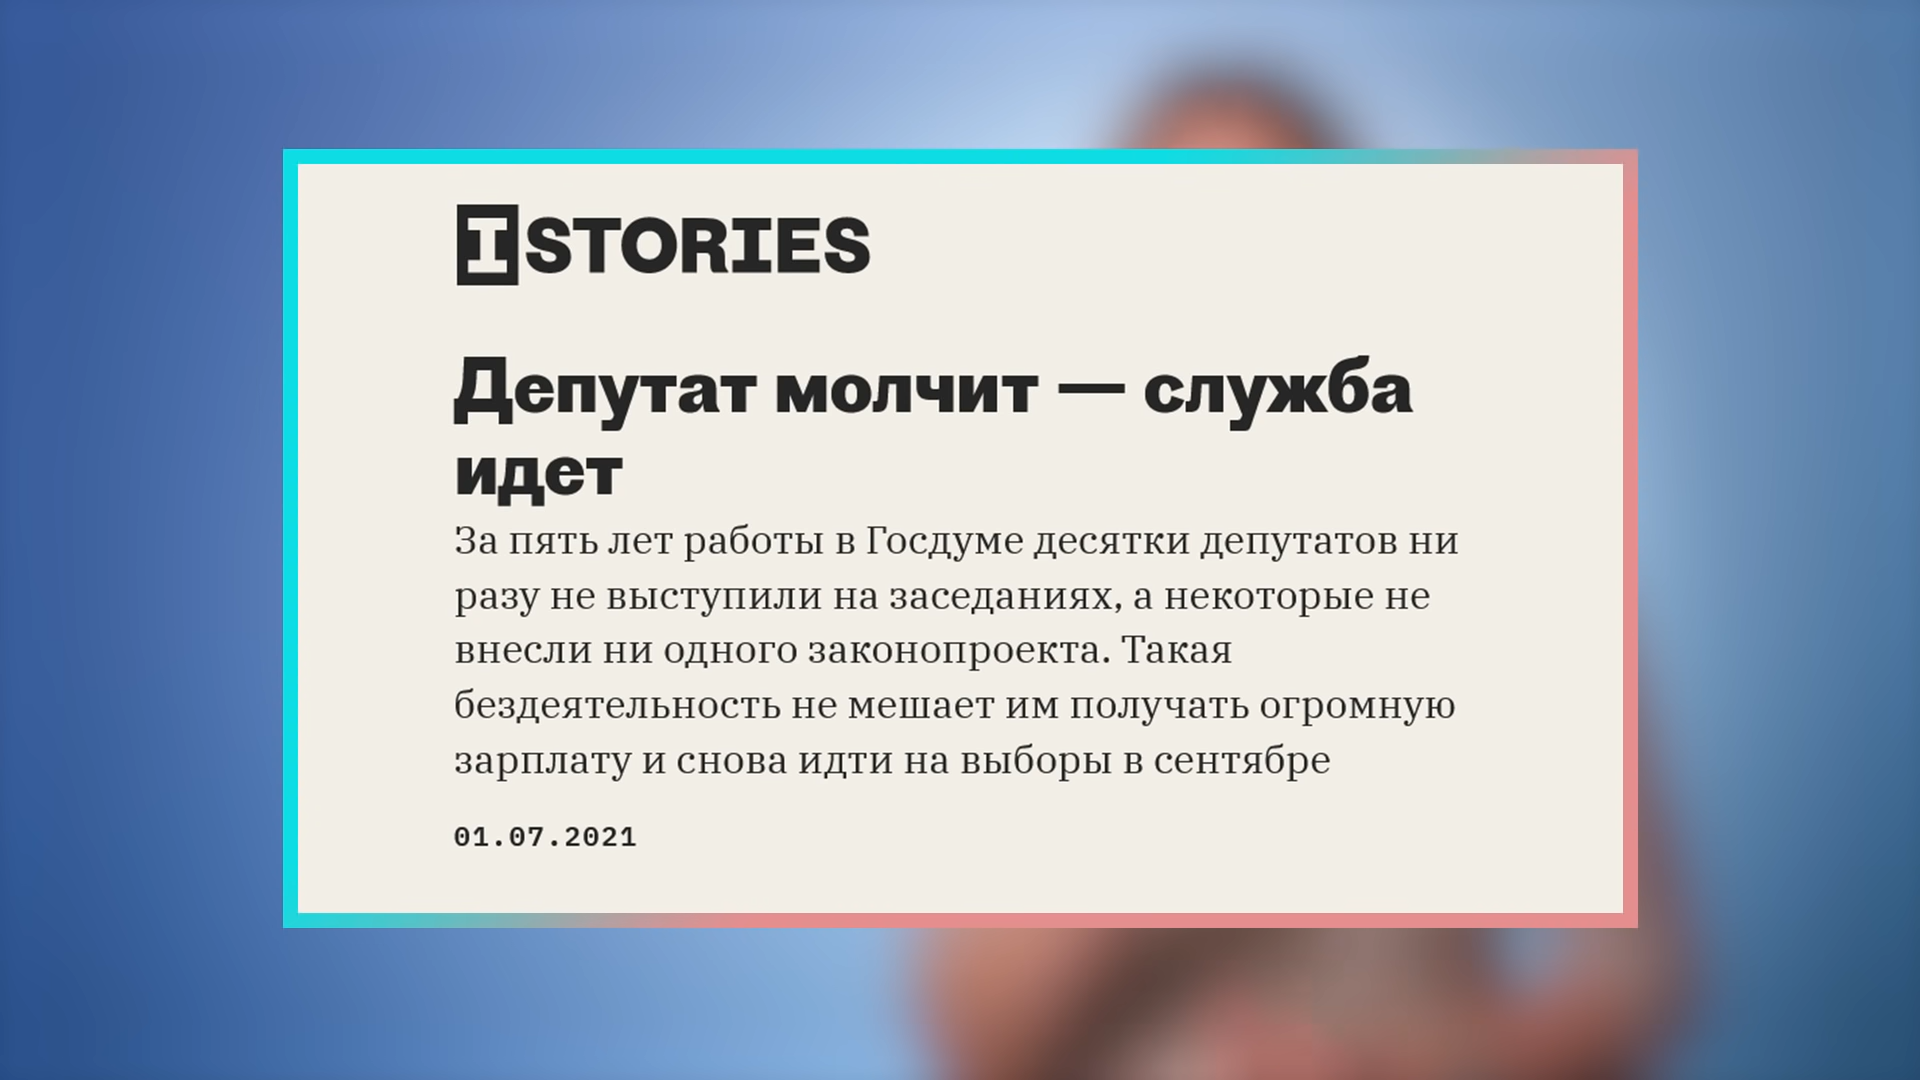 ISTORIES
Депутат молчит — служба
идет
За пять лет работы в Госдуме десятки депутатов ни
разу не выступили на заседаниях, а некоторые не
внесли ни одного законопроекта. Такая
бездеятельность не мешает им получать огромную
зарплату и снова идти на выборы в сентябре
01.07.2021